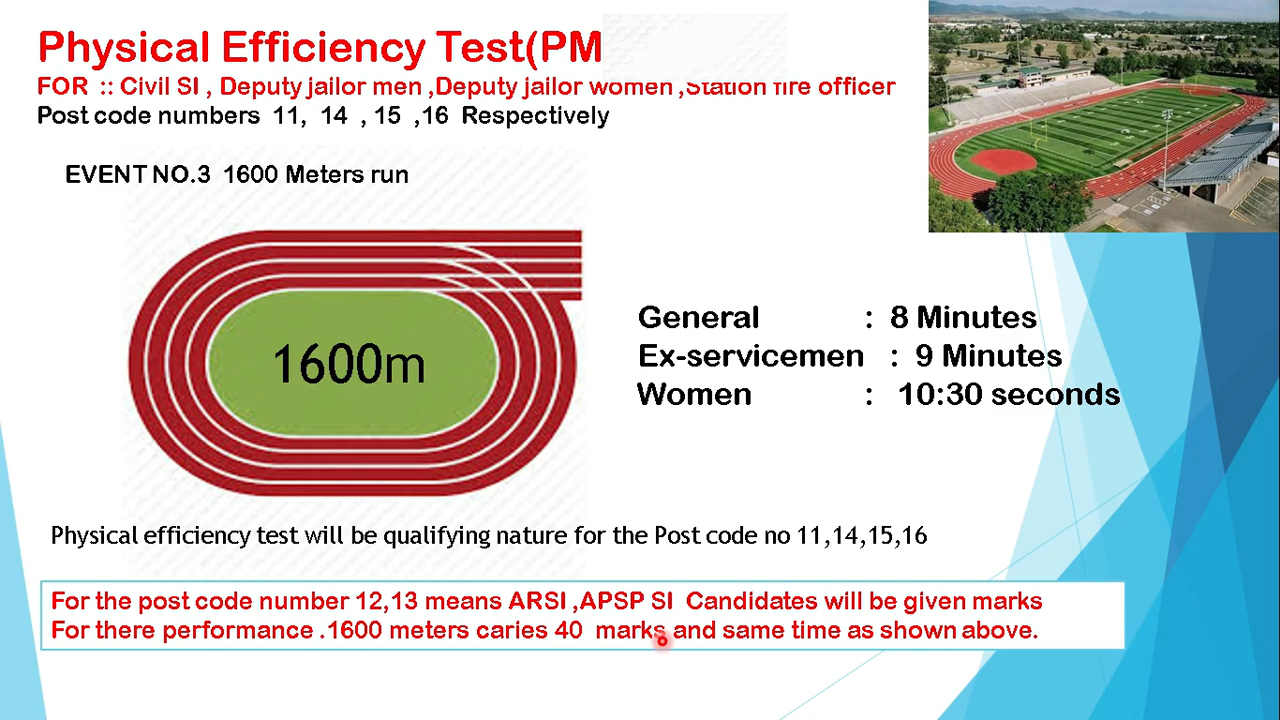 Physical Efficiency Test(PM
FOR :: Civil SI , Deputy jailor men ,Deputy jailor women ,Station fire officer
Post code numbers 11, 14 , 15 ,16 Respectively
EVENT NO.3 1600 Meters run
1600m
General : 8 Minutes
Ex-servicemen : 9 Minutes
Women : 10:30 seconds
Physical efficiency test will be qualifying nature for the Post code no 11,14,15,16
For the post code number 12,13 means ARSI ,APSP SI Candidates will be given marks
For there performance .1600 meters caries 40 marks and same time as shown above.